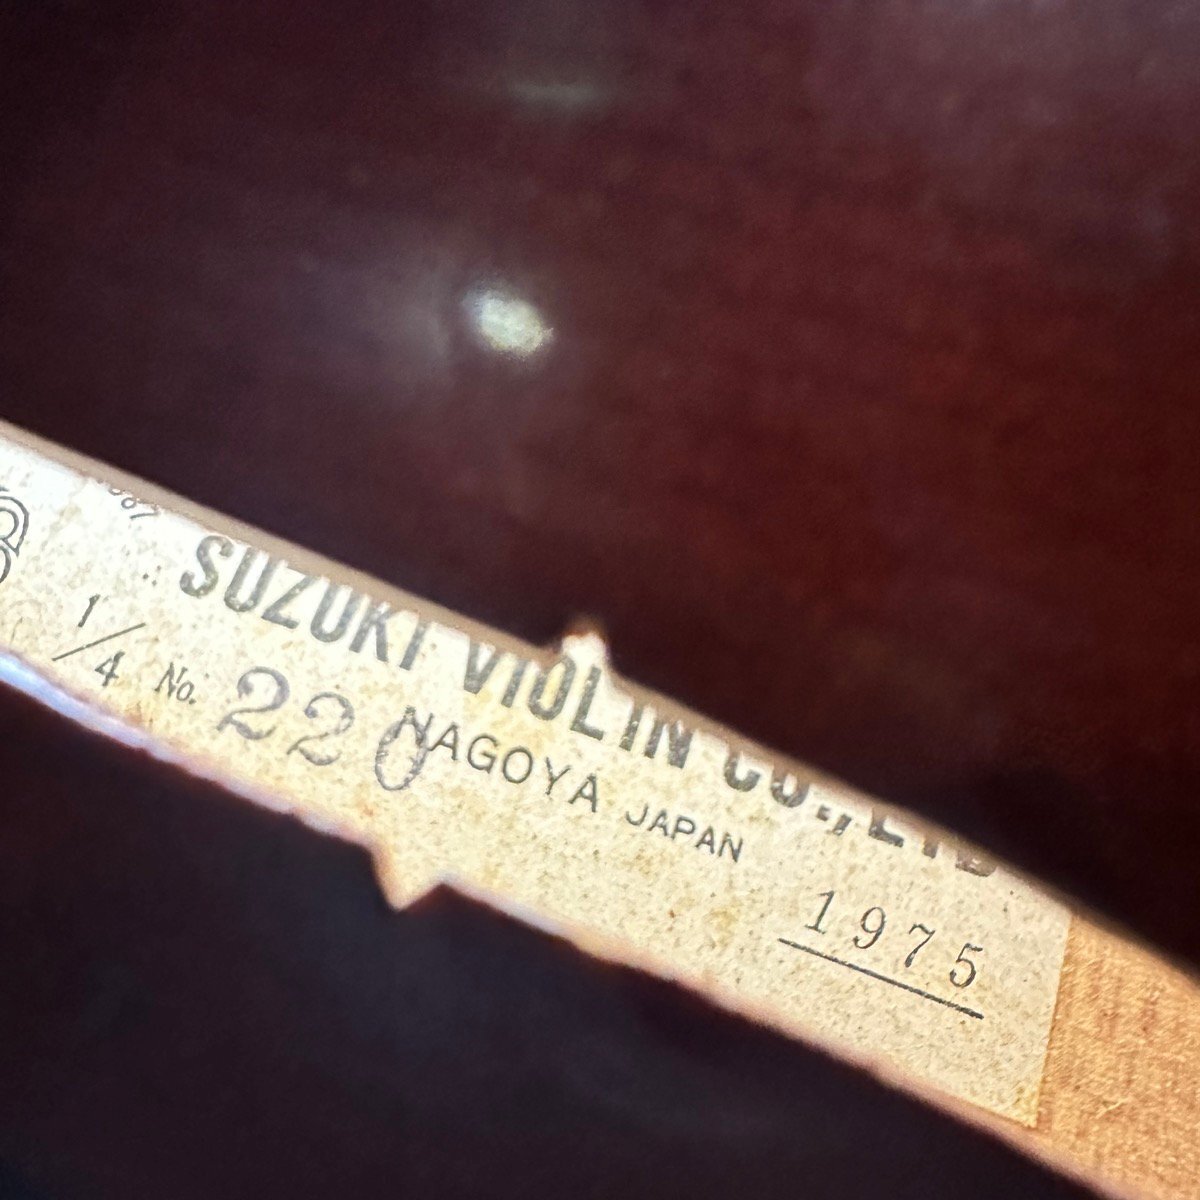 SUZUKI VIOLIN CO., LTD
1/4 No. 220
NAGOYA JAPAN
1975